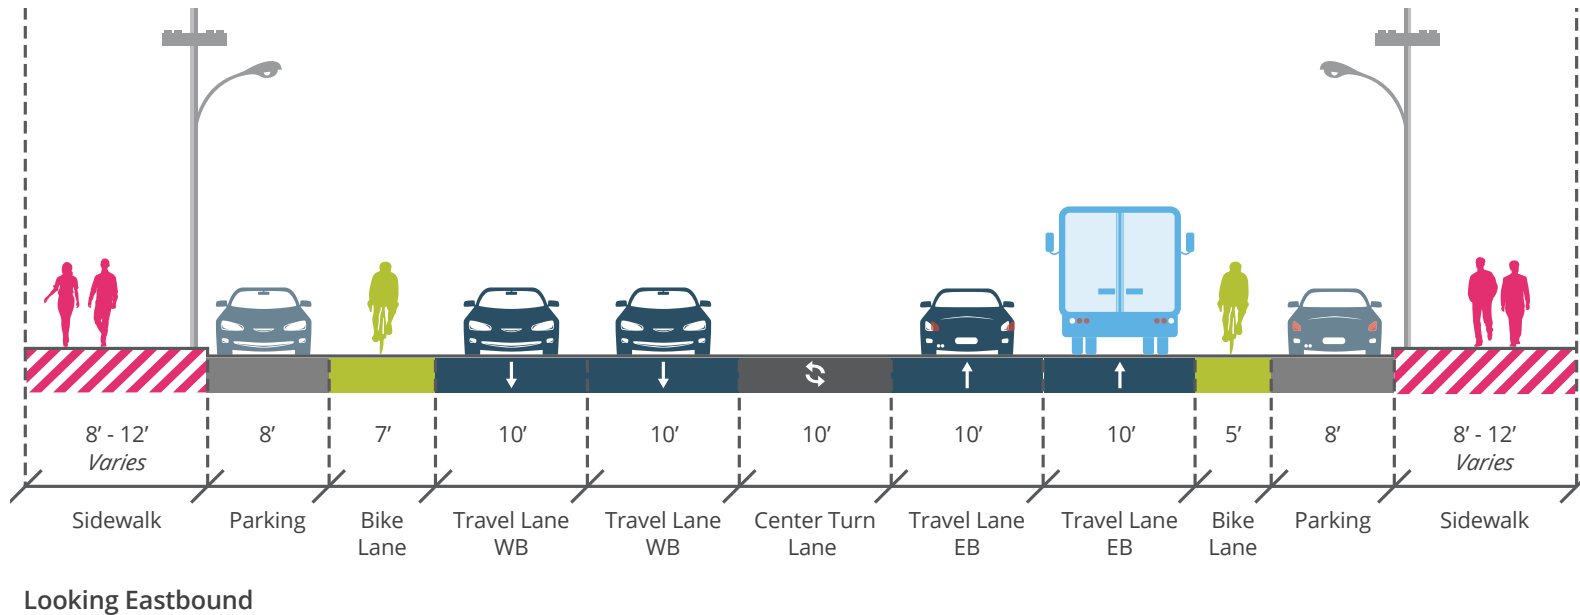 8’ - 12’ 8’ 7’ 10’ 10’ 10’ 10’ 10’ 5’ 8’ 8’ - 12’
Varies Varies
Sidewalk Parking Bike Travel Lane Travel Lane Center Turn Travel Lane Travel Lane Bike Parking Sidewalk
Lane WB WB Lane EB EB Lane
Looking Eastbound